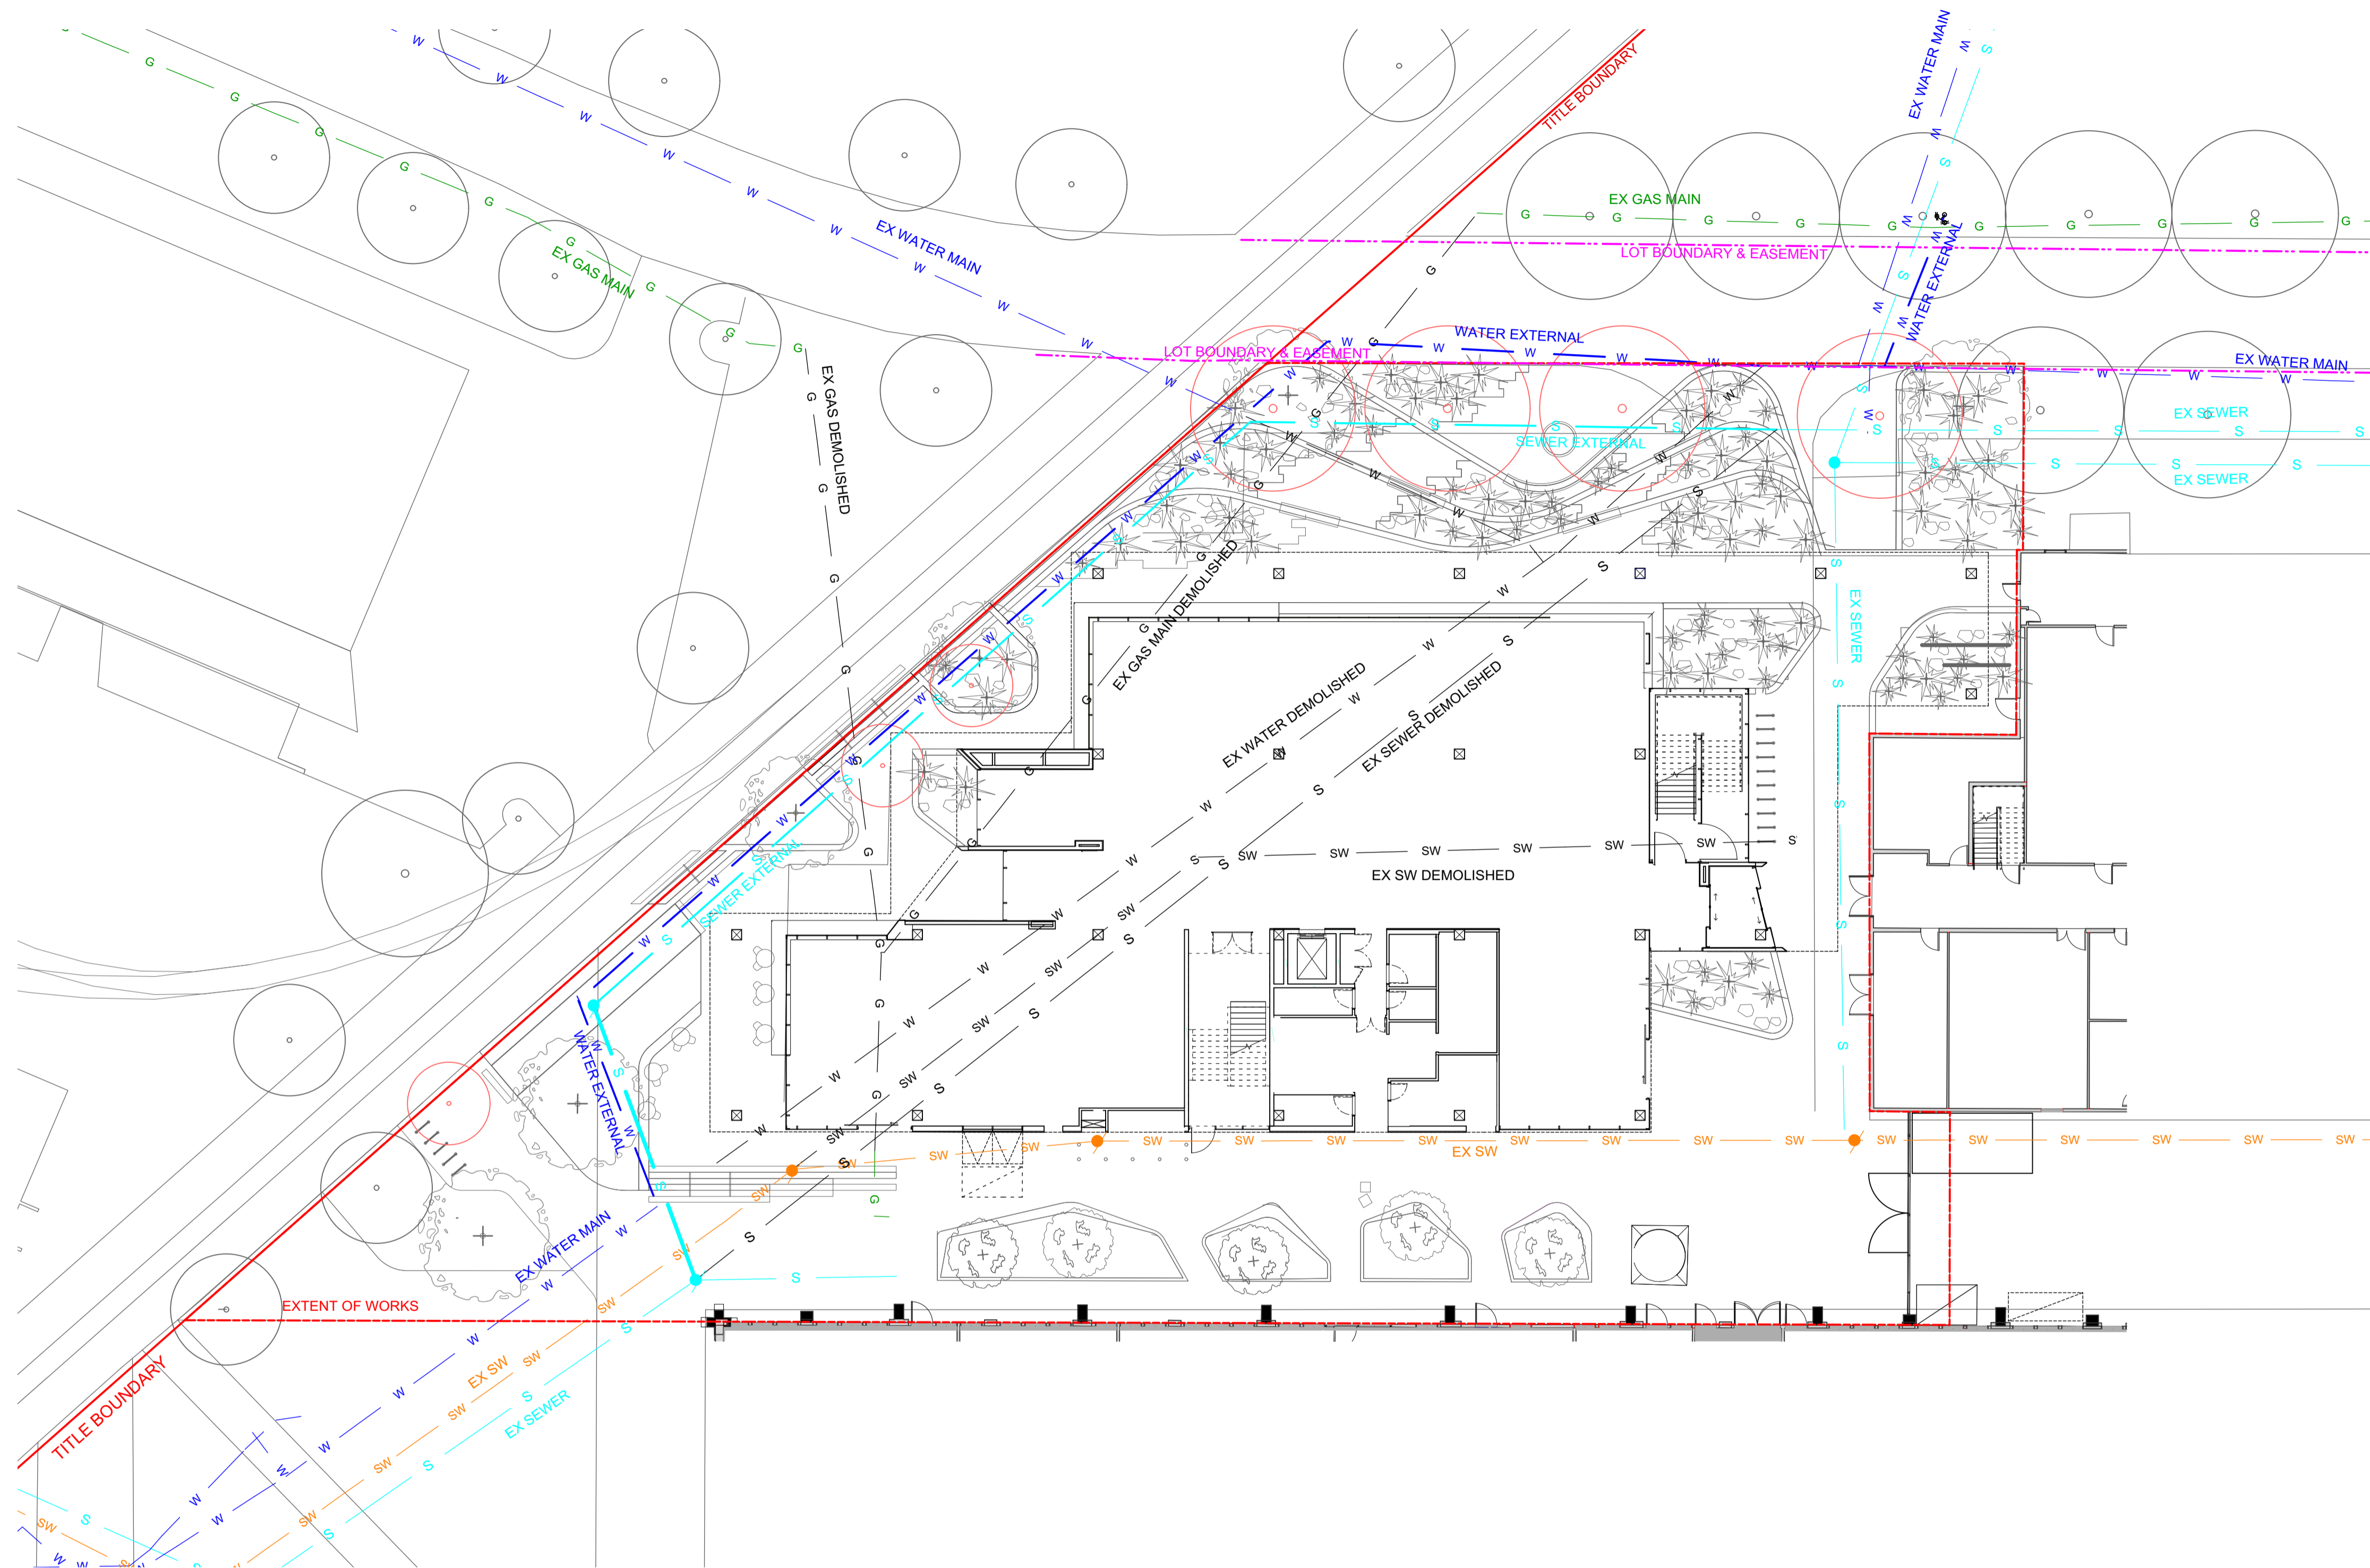 EX WATER MAIN
TITLE BOUNDARY
EX GAS MAIN
EX WATER MAIN
EX GAS MAIN
WATER EXTERNAL
LOT BOUNDARY & EASEMENT
WATER EXTERNAL
LOT BOUNDARY & EASEMENT
EX WATER MAIN
EX GAS DEMOLISHED
EX SEWER
SEWER EXTERNAL
EX SEWER
EX GAS MAIN DEMOLISHED
EX SEWER
EX WATER DEMOLISHED
EX SEWER DEMOLISHED
SEWER EXTERNAL
EX SW DEMOLISHED
WATER EXTERNAL
EX SW
EX WATER MAIN
EXTENT OF WORKS
EX SW
TITLE BOUNDARY
EX SEWER